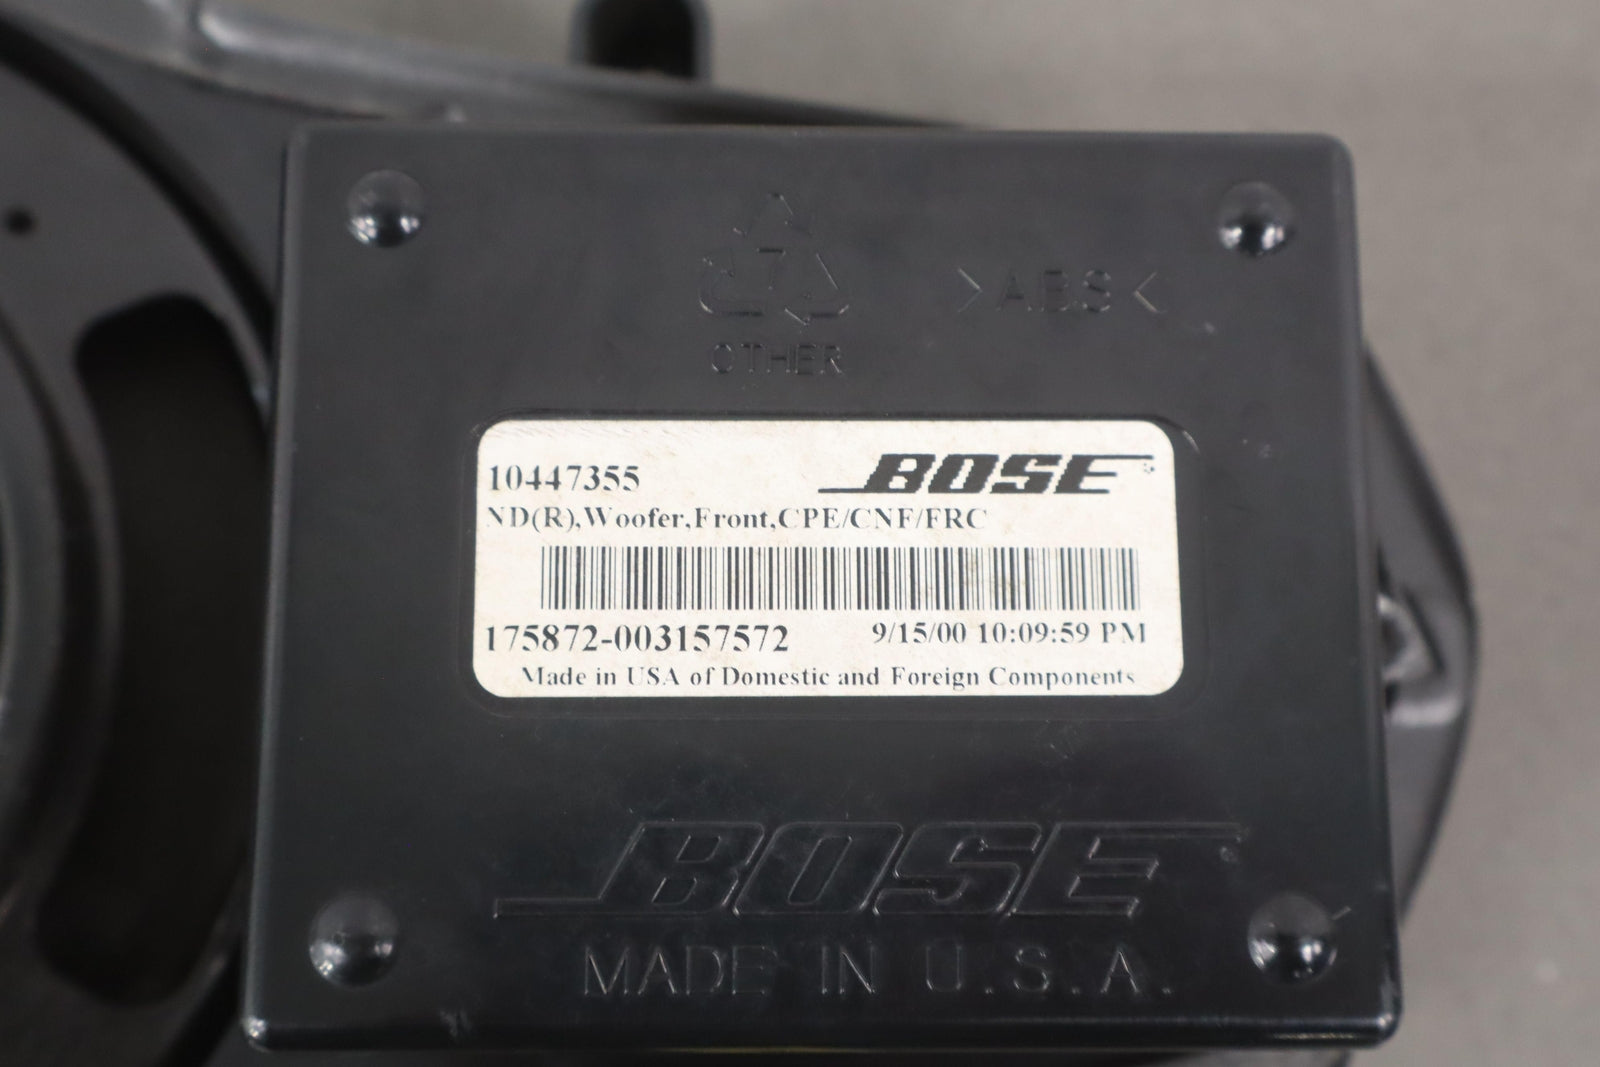 7
>ABS<
OTHER
10447355 BOSE
ND(R),Woofer,Front,CPE/CNF/FRC
175872-003157572 9/15/00 10:09:59 PM
Made in USA of Domestic and Foreign Components
BOSE
MADE IN U.S.A.